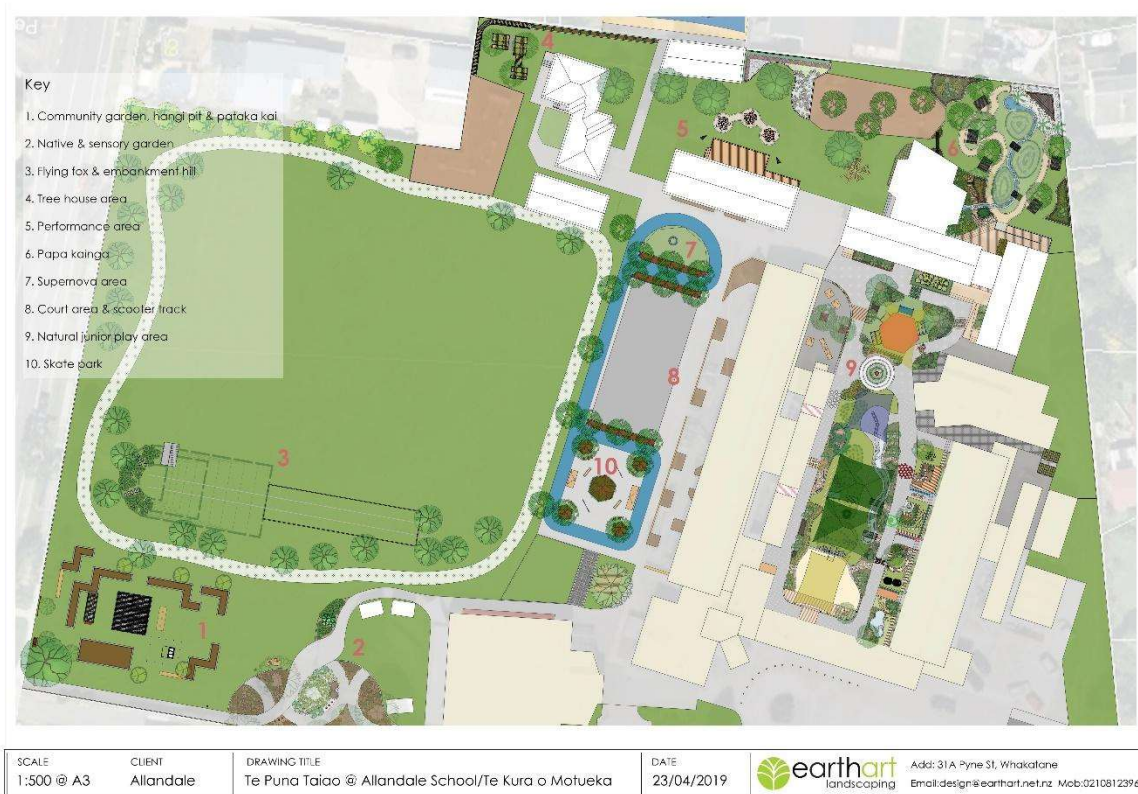 Key
1. Community garden, hangi pit & pataka kai
2. Native & sensory garden
3. Flying fox & embankment hill
4. Tree house area
5. Performance area
6. Papa kainga
7. Supernova area
8. Court area & scooter track
9. Natural junior play area
10. Skate park
4
5
6
7
8
9
3
10
1
2
SCALE
1:500 @ A3
CLIENT
Allandale
DRAWING TITLE
Te Puna Taiao @ Allandale School/Te Kura o Motueka
DATE
23/04/2019
earthart
landscaping
Add: 31A Pyne St, Whakatane
Email:design@earthart.net.nz Mob:0210812396